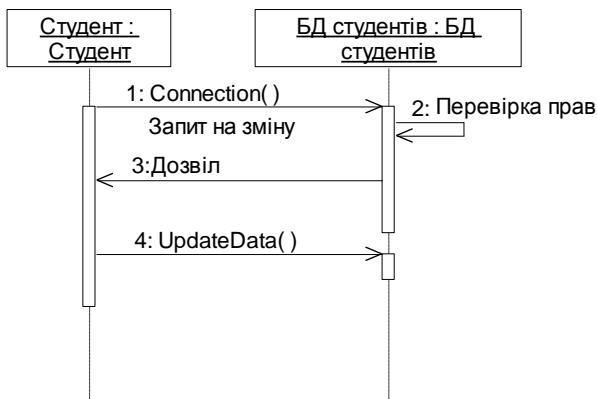 Студент :
Студент
БД студентів : БД
студентів
1: Connection( )
2: Перевірка прав
Запит на зміну
3:Дозвіл
4: UpdateData( )